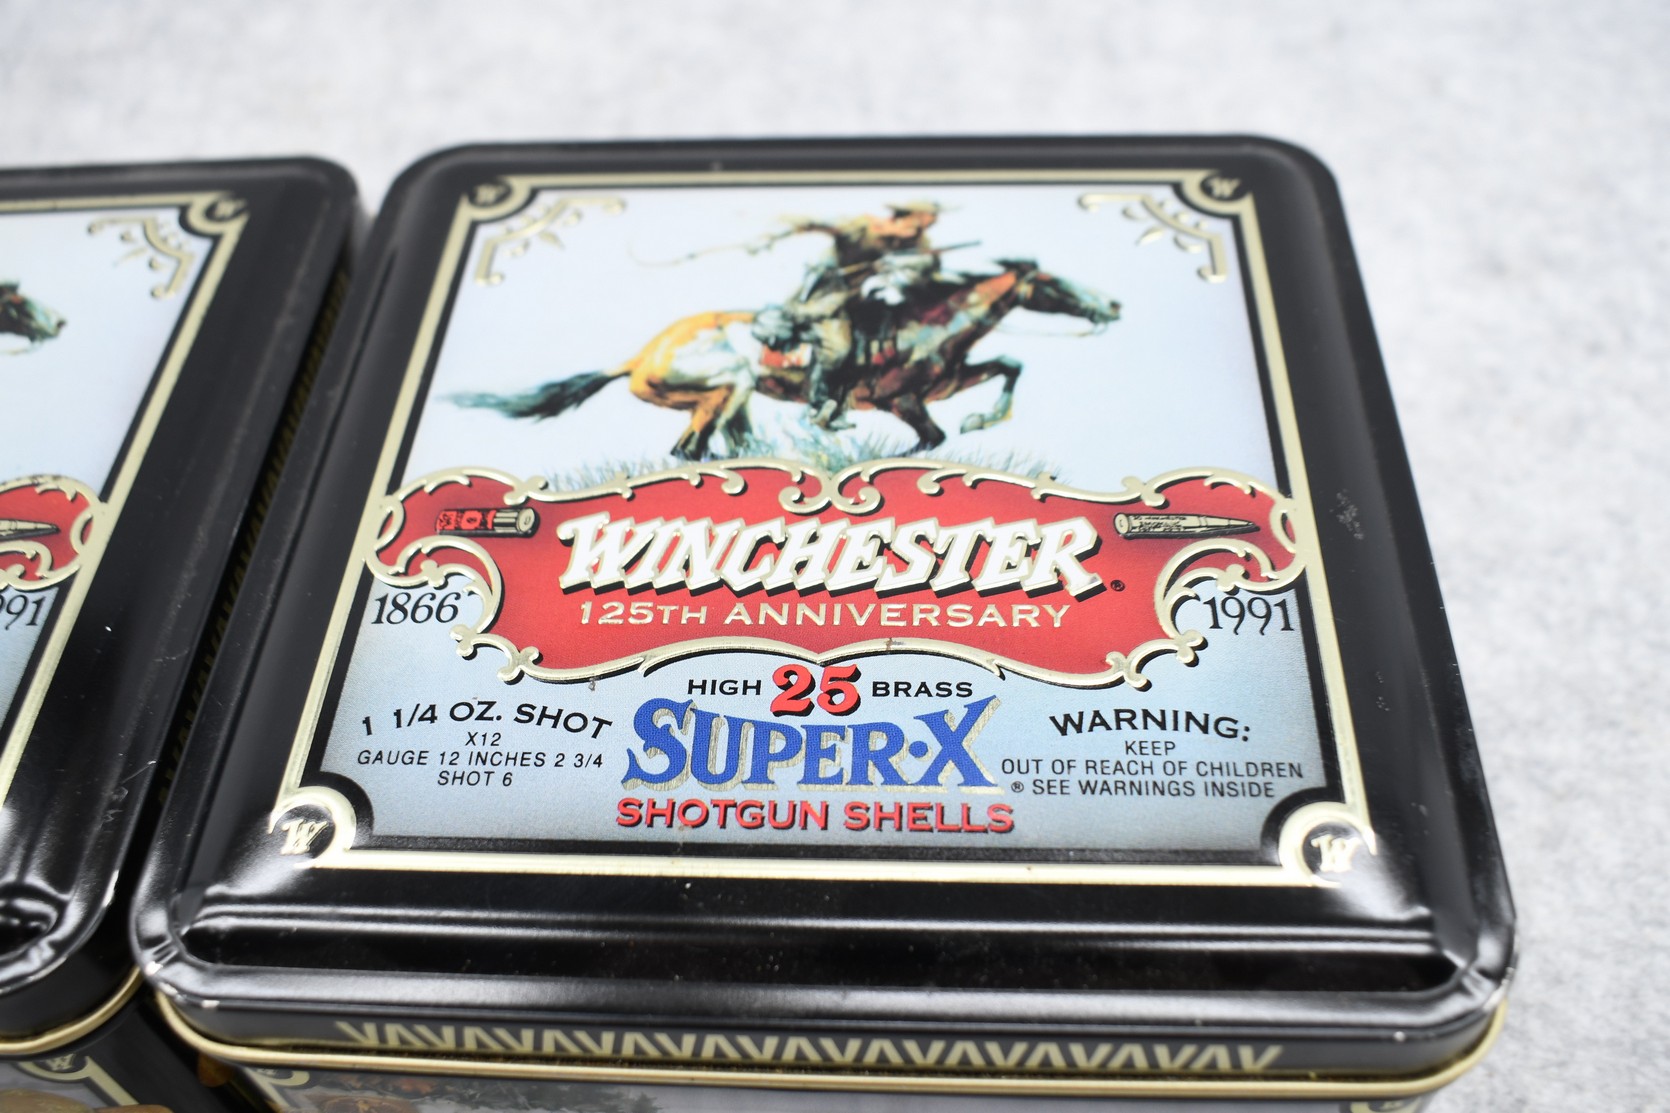 W
W
W
WINCHESTER®
125TH ANNIVERSARY
1866
1991
991
HIGH 25 BRASS
SUPER-X®
SHOTGUN SHELLS
1 1/4 OZ. SHOT
X12
GAUGE 12 INCHES 2 3/4
SHOT 6
WARNING:
KEEP
OUT OF REACH OF CHILDREN
SEE WARNINGS INSIDE
W
W